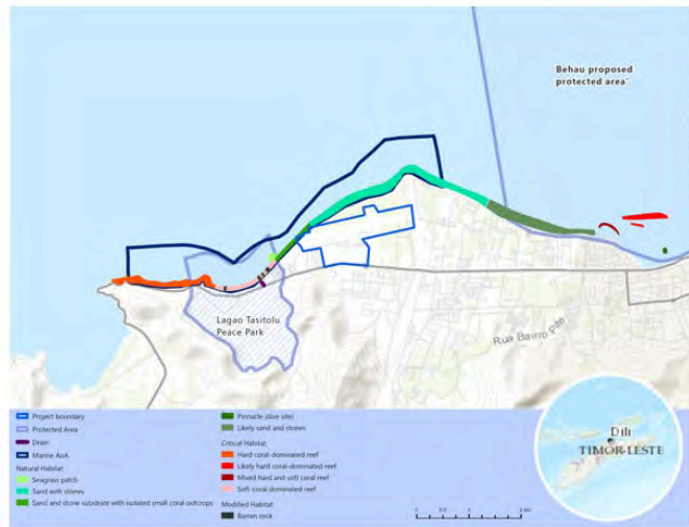 Behau proposed
protected area*
Lagao Tasitolu
Peace Park
Rua Bairro Pite
Project boundary
Protected Area
Drain
Marine AoA
Natural Habitat
Seagrass patch
Sand with stones
Sand and stone substrate with isolated small coral outcrops
Pinnacle (dive site)
Likely sand and stones
Critical Habitat
Hard coral-dominated reef
Likely hard coral-dominated reef
Mixed hard and soft coral reef
Soft coral dominated reef
Modified Habitat
Barren rock
Dili
TIMOR-LESTE